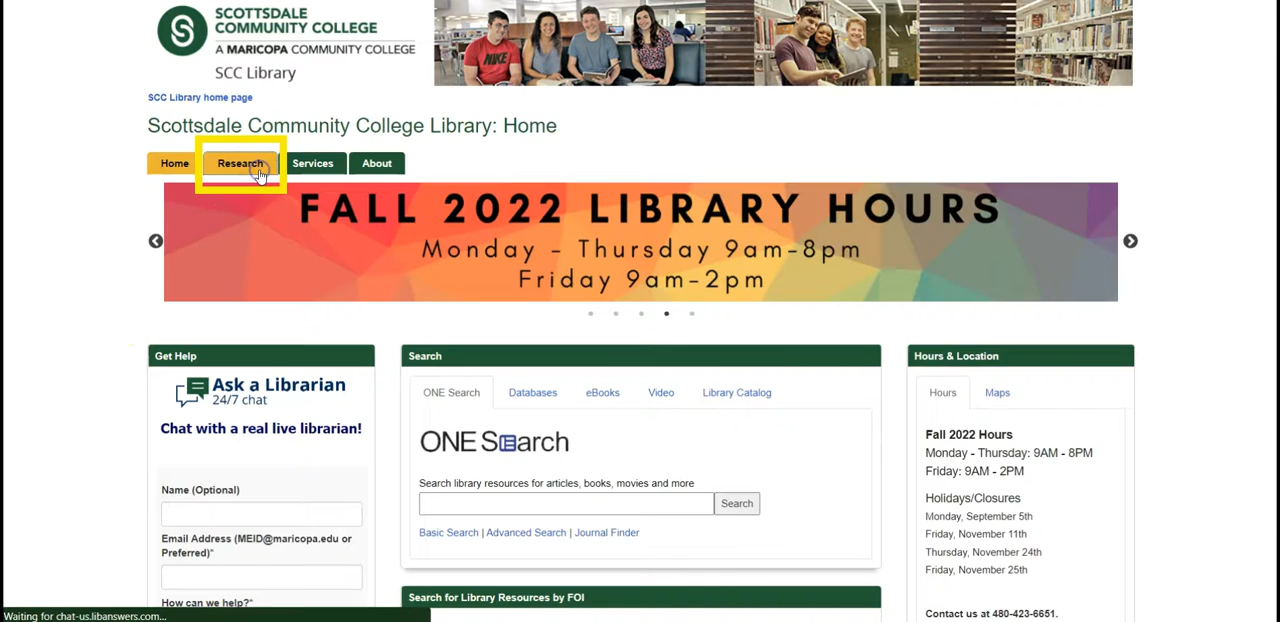 SCOTTSDALE
COMMUNITY COLLEGE
A MARICOPA COMMUNITY COLLEGE
SCC Library
NIKE
SCC Library home page
Scottsdale Community College Library: Home
Home Research Services About
FALL 2022 LIBRARY HOURS
Monday - Thursday 9am-8pm
Friday 9am-2pm
Get Help
Ask a Librarian
24/7 chat
Chat with a real live librarian!
Name (Optional)
Email Address (MEID@maricopa.edu or
Preferred)*
How can we help?*
Search
ONE Search Databases eBooks Video Library Catalog
ONE Search
Search library resources for articles, books, movies and more
Search
Basic Search | Advanced Search | Journal Finder
Search for Library Resources by FOI
Hours & Location
Hours Maps
Fall 2022 Hours
Monday - Thursday: 9AM - 8PM
Friday: 9AM - 2PM
Holidays/Closures
Monday, September 5th
Friday, November 11th
Thursday, November 24th
Friday, November 25th
Contact us at 480-423-6651.
Waiting for chat-us.libanswers.com...